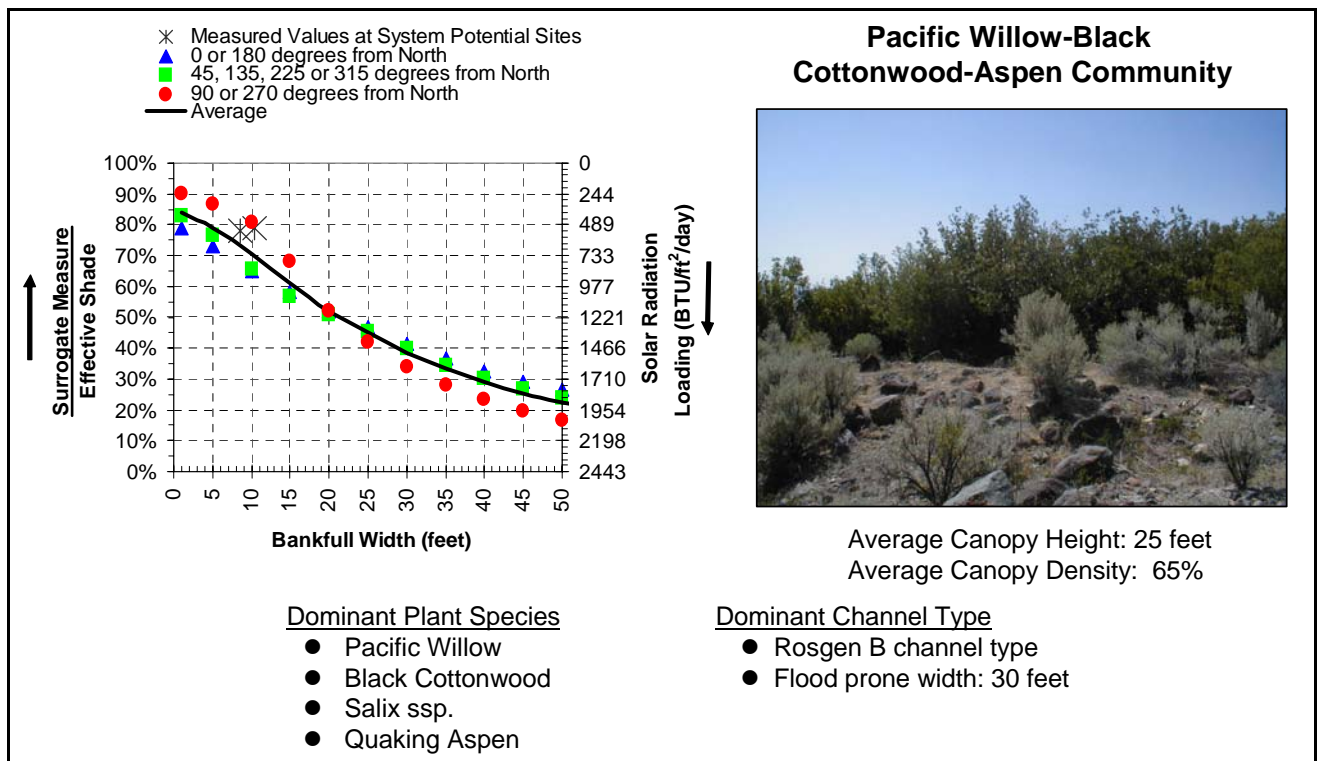 Measured Values at System Potential Sites
0 or 180 degrees from North
45, 135, 225 or 315 degrees from North
90 or 270 degrees from North
Average
100%
90%
80%
70%
60%
50%
40%
30%
20%
10%
0%
Surrogate Measure
Effective Shade
0
5
10
15
20
25
30
35
40
45
50
Bankfull Width (feet)
0
244
489
733
977
1221
1466
1710
1954
2198
2443
Solar Radiation
Loading (BTU/ft²/day)
Pacific Willow-Black
Cottonwood-Aspen Community
Average Canopy Height: 25 feet
Average Canopy Density: 65%
Dominant Plant Species
● Pacific Willow
● Black Cottonwood
● Salix ssp.
● Quaking Aspen
Dominant Channel Type
● Rosgen B channel type
● Flood prone width: 30 feet